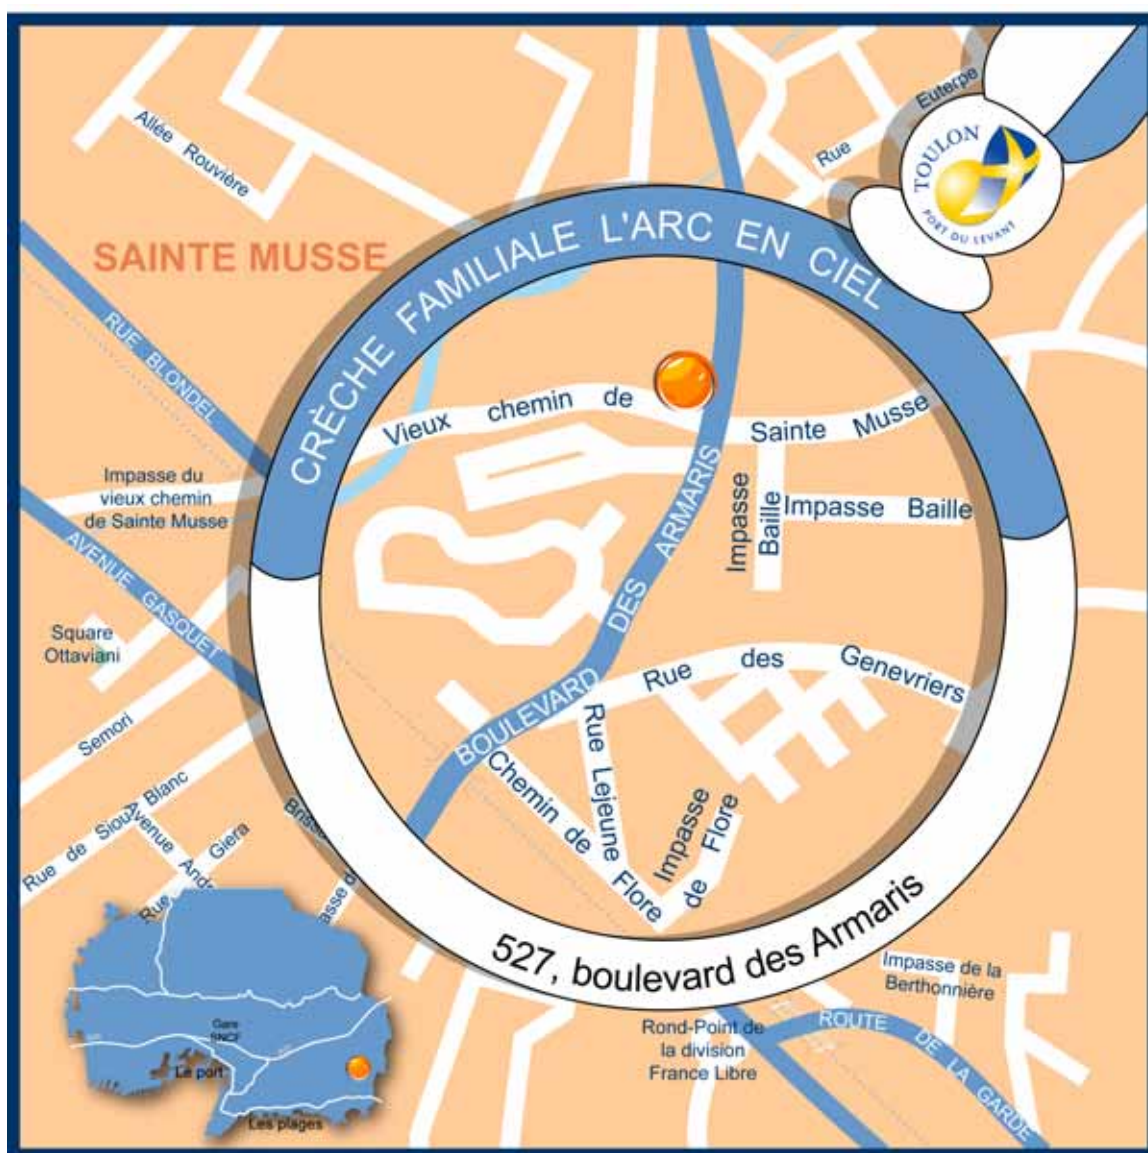 Allée Rouvière
Rue Euterpe
TOULON
PORT DU LEVANT
SAINTE MUSSE
CRÈCHE FAMILIALE L'ARC EN CIEL
RUE BLONDEL
Vieux chemin de Sainte Musse
Impasse du
vieux chemin
de Sainte Musse
Impasse
Baille
Impasse Baille
AVENUE GASQUET
BOULEVARD DES ARMARIS
Square
Ottaviani
Rue des Genevriers
Semori
Rue Lejeune
Chemin de Flore
Impasse
de Flore
Rue de Siou Blanc
Avenue
Giera
Rue
527, boulevard des Armaris
Impasse de la
Berthonnière
Rond-Point de
la division
France Libre
ROUTE DE LA GARDE
Gare
SNCF
Le port
Les plages